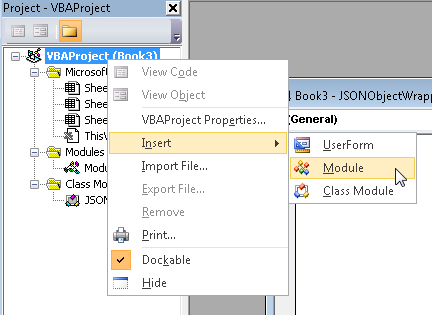 Project - VBAProject
VBAProject (Book3)
Microsof
Shee
Shee
Shee
ThisV
Modules
Class Mo
JSON
View Code
View Object
VBAProject Properties...
Insert
Import File...
Export File...
Remove
Print...
Dockable
Hide
Book3 - JSONObjectWrapp
(General)
UserForm
Module
Class Module